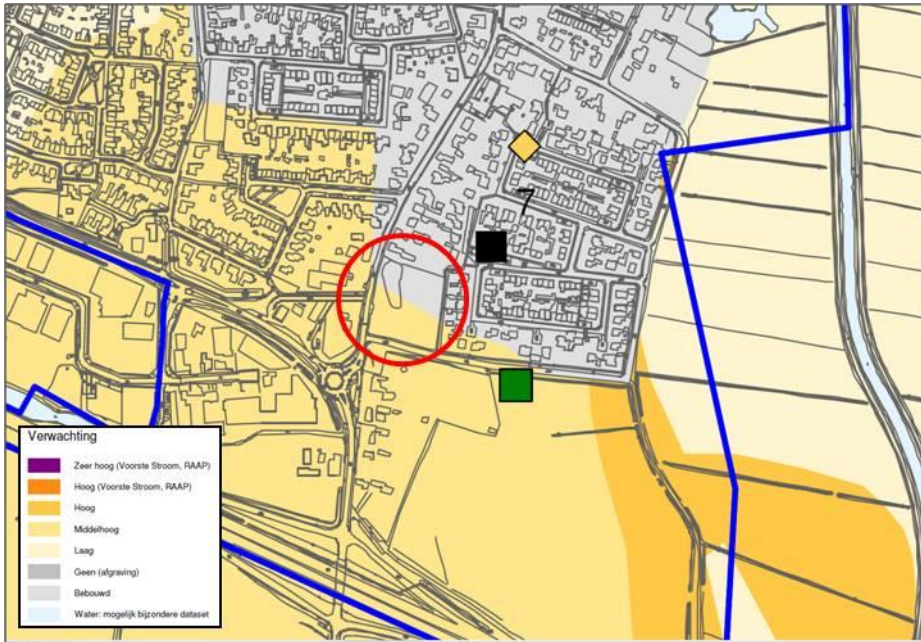 7
Verwachting
Zeer hoog (Voorste Stroom, RAAP)
Hoog (Voorste Stroom, RAAP)
Hoog
Middelhoog
Laag
Geen (afgraving)
Bebouwd
Water: mogelijk bijzondere dataset